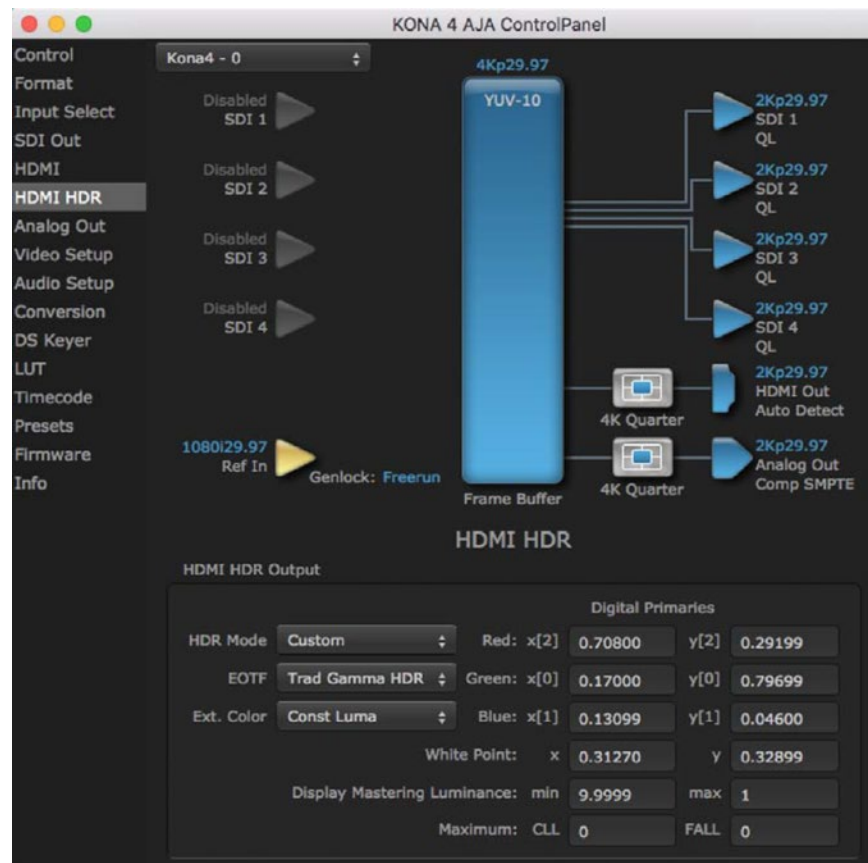 KONA 4 AJA ControlPanel
Control
Format
Input Select
SDI Out
HDMI
HDMI HDR
Analog Out
Video Setup
Audio Setup
Conversion
DS Keyer
LUT
Timecode
Presets
Firmware
Info
Kona4 - 0
Disabled
SDI 1
Disabled
SDI 2
Disabled
SDI 3
Disabled
SDI 4
1080i29.97
Ref In
Genlock: Freerun
4Kp29.97
YUV-10
Frame Buffer
2Kp29.97
SDI 1
QL
2Kp29.97
SDI 2
QL
2Kp29.97
SDI 3
QL
2Kp29.97
SDI 4
QL
4K Quarter
2Kp29.97
HDMI Out
Auto Detect
4K Quarter
2Kp29.97
Analog Out
Comp SMPTE
HDMI HDR
HDMI HDR Output
Digital Primaries
HDR Mode Custom Red: x[2] 0.70800 y[2] 0.29199
EOTF Trad Gamma HDR Green: x[0] 0.17000 y[0] 0.79699
Ext. Color Const Luma Blue: x[1] 0.13099 y[1] 0.04600
White Point: x 0.31270 y 0.32899
Display Mastering Luminance: min 9.9999 max 1
Maximum: CLL 0 FALL 0